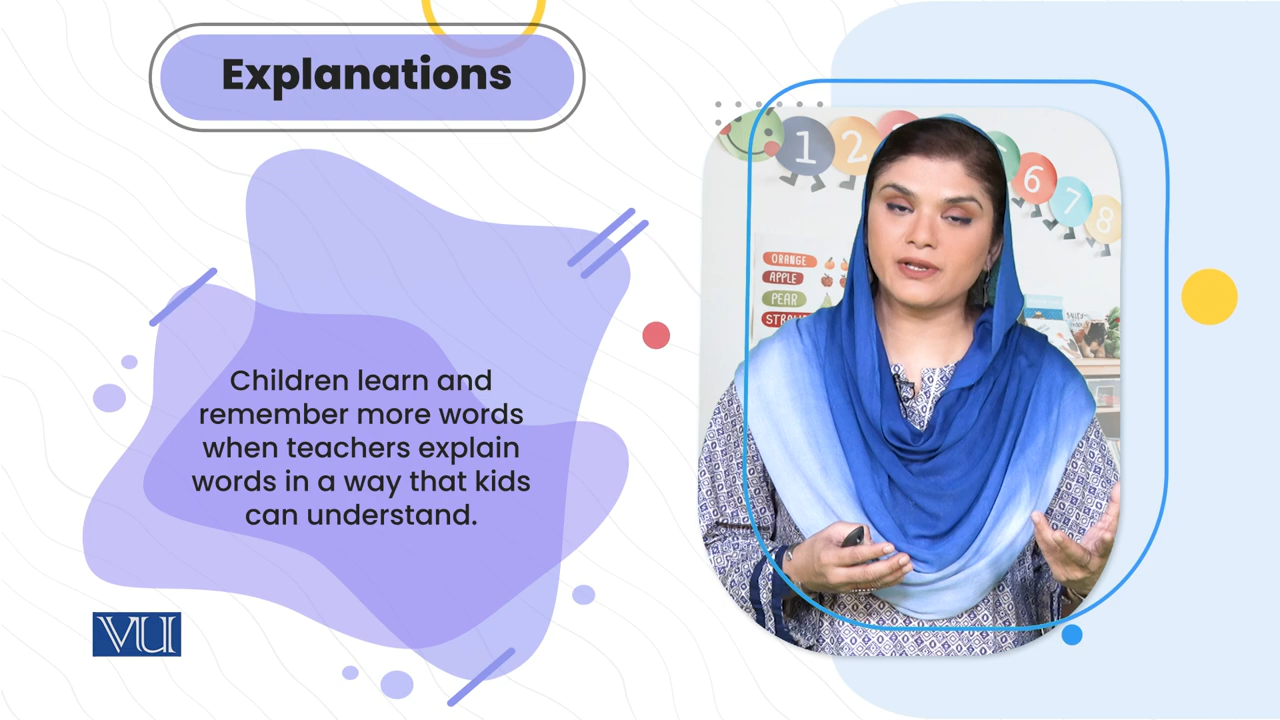 Explanations
Children learn and
remember more words
when teachers explain
words in a way that kids
can understand.
VU
1
2
6
7
8
ORANGE
APPLE
PEAR